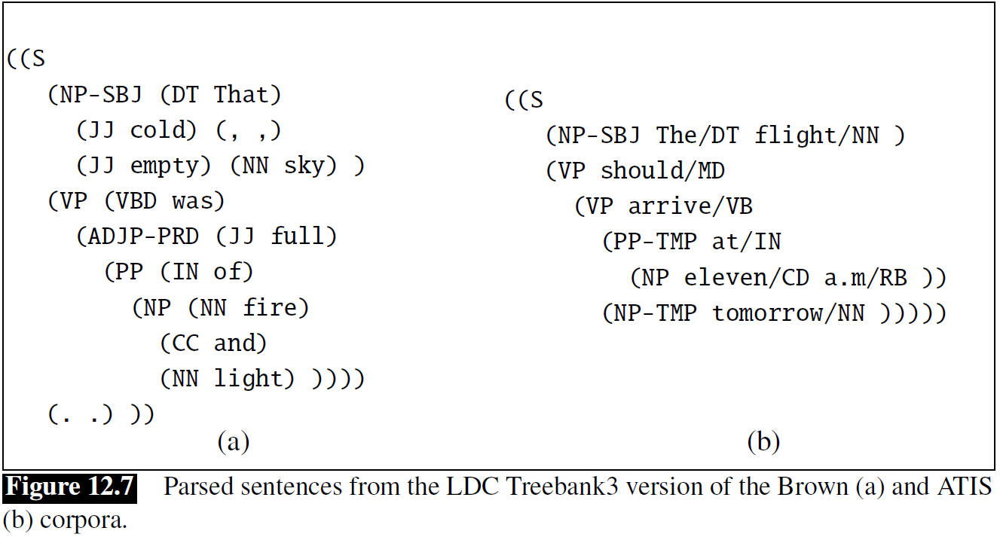 ((S
(NP-SBJ (DT That)
(JJ cold) (, ,)
(JJ empty) (NN sky) )
(VP (VBD was)
(ADJP-PRD (JJ full)
(PP (IN of)
(NP (NN fire)
(CC and)
(NN light) ))))
(. .) ))
(a)
((S
(NP-SBJ The/DT flight/NN )
(VP should/MD
(VP arrive/VB
(PP-TMP at/IN
(NP eleven/CD a.m/RB ))
(NP-TMP tomorrow/NN )))))
(b)
Figure 12.7 Parsed sentences from the LDC Treebank3 version of the Brown (a) and ATIS
(b) corpora.